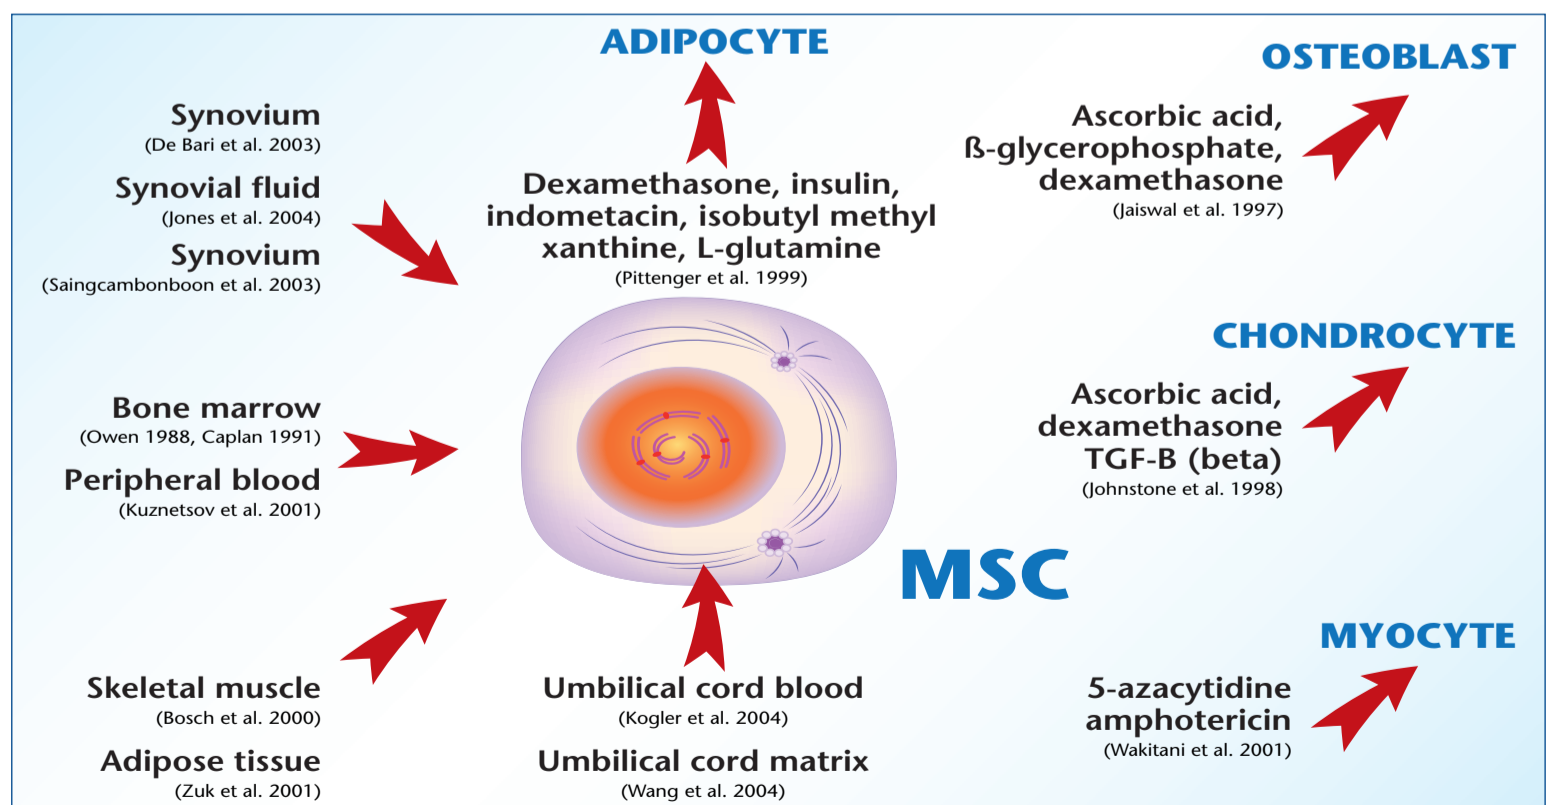 ADIPOCYTE
OSTEOBLAST
Synovium
(De Bari et al. 2003)
Synovial fluid
(Jones et al. 2004)
Synovium
(Saingcambonboon et al. 2003)
Dexamethasone, insulin,
indometacin, isobutyl methyl
xanthine, L-glutamine
(Pittenger et al. 1999)
Ascorbic acid,
ß-glycerophosphate,
dexamethasone
(Jaiswal et al. 1997)
CHONDROCYTE
Bone marrow
(Owen 1988, Caplan 1991)
Peripheral blood
(Kuznetsov et al. 2001)
Ascorbic acid,
dexamethasone
TGF-B (beta)
(Johnstone et al. 1998)
MSC
MYOCYTE
Skeletal muscle
(Bosch et al. 2000)
Adipose tissue
(Zuk et al. 2001)
Umbilical cord blood
(Kogler et al. 2004)
Umbilical cord matrix
(Wang et al. 2004)
5-azacytidine
amphotericin
(Wakitani et al. 2001)